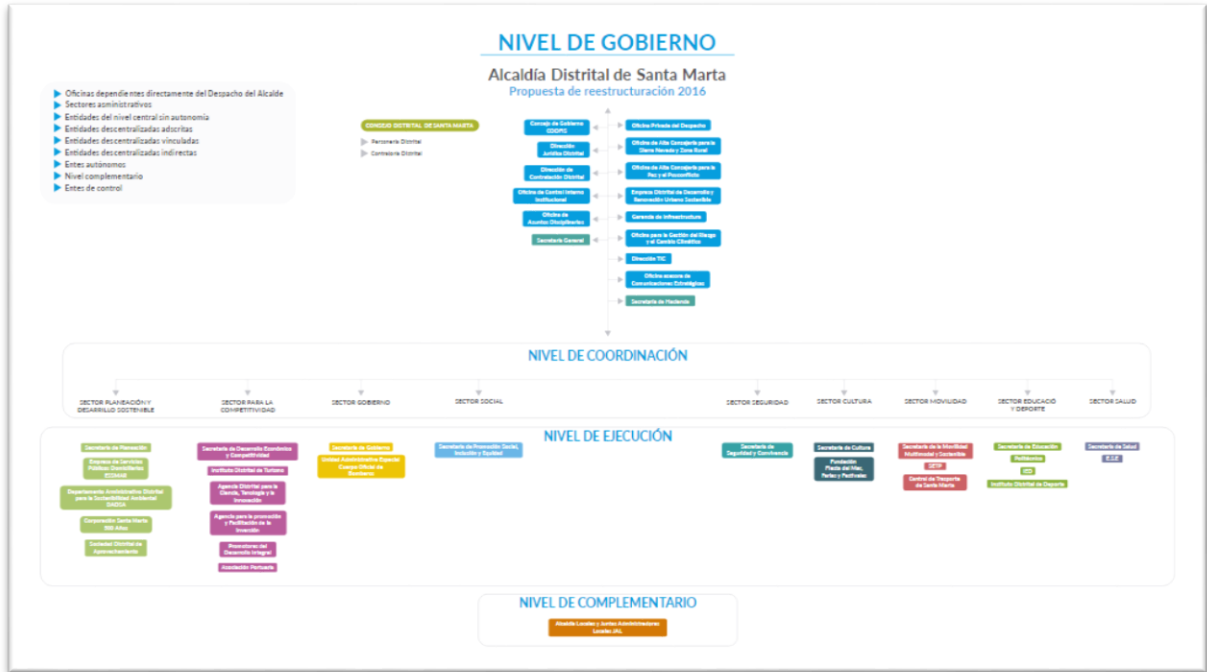 NIVEL DE GOBIERNO
Alcaldía Distrital de Santa Marta
Propuesta de reestructuración 2016
Oficinas dependientes directamente del Despacho del Alcalde
Sectores administrativos
Entidades del nivel central sin autonomía
Entidades descentralizadas adscritas
Entidades descentralizadas vinculadas
Entidades descentralizadas indirectas
Entes autónomos
Nivel complementario
Entes de control
CONCEJO DISTRITAL DE SANTA MARTA
Personería Distrital
Contraloría Distrital
Consejo de Gobierno
Dirección
Jurídica Distrital
Dirección de
Contratación Distrital
Oficina de Control Interno
Institucional
Oficina de
Asuntos Disciplinarios
Secretaría General
Oficina Privada del Despacho
Oficina de Alta Consejería para la
Sierra Nevada y Zona Rural
Oficina de Alta Consejería para la
Paz y el Posconflicto
Empresa Distrital de Desarrollo y
Renovación Urbano Sostenible
Gerencia de Infraestructura
Oficina para la Gestión del Riesgo
y el Cambio Climático
Dirección TIC
Oficina asesora de
Comunicaciones Estratégicas
Secretaría de Hacienda
NIVEL DE COORDINACIÓN
SECTOR PLANEACIÓN Y
DESARROLLO SOSTENIBLE
SECTOR PARA LA
COMPETITIVIDAD
SECTOR GOBIERNO
SECTOR SOCIAL
SECTOR SEGURIDAD
SECTOR CULTURA
SECTOR MOVILIDAD
SECTOR EDUCACIÓ
Y DEPORTE
SECTOR SALUD
NIVEL DE EJECUCIÓN
Secretaría de Planeación
Empresa de Servicios
Públicos Domiciliarios
ESSMAR
Departamento Administrativo Distrital
para la Sostenibilidad Ambiental
DADSA
Corporación Santa Marta
500 Años
Sociedad Distrital de
Aprovechamiento
Secretaría de Desarrollo Económico
y Competitividad
Instituto Distrital de Turismo
Agencia Distrital para la
Ciencia, Tenología y la
Innovación
Agencia para la promoción
y Facilitación de la
Inversión
Promotores del
Desarrollo Integral
Asociación Portuaria
Secretaría de Gobierno
Unidad Administrativa Especial
Cuerpo Oficial de
Bomberos
Secretaría de Promoción Social,
Inclusión y Equidad
Secretaría de
Seguridad y Convivencia
Secretaría de Cultura
Fundación
Fiesta del Mar,
Ferias y Festivales
Secretaría de la Movilidad
Multimodal y Sostenible
SETP
Central de Trasporte
de Santa Marta
Secretaría de Educación
Politécnico
IED
Instituto Distrital de Deporte
Secretaría de Salud
E.S.E
NIVEL DE COMPLEMENTARIO
Alcaldía Locales y Juntas Administradoras
Locales JAL